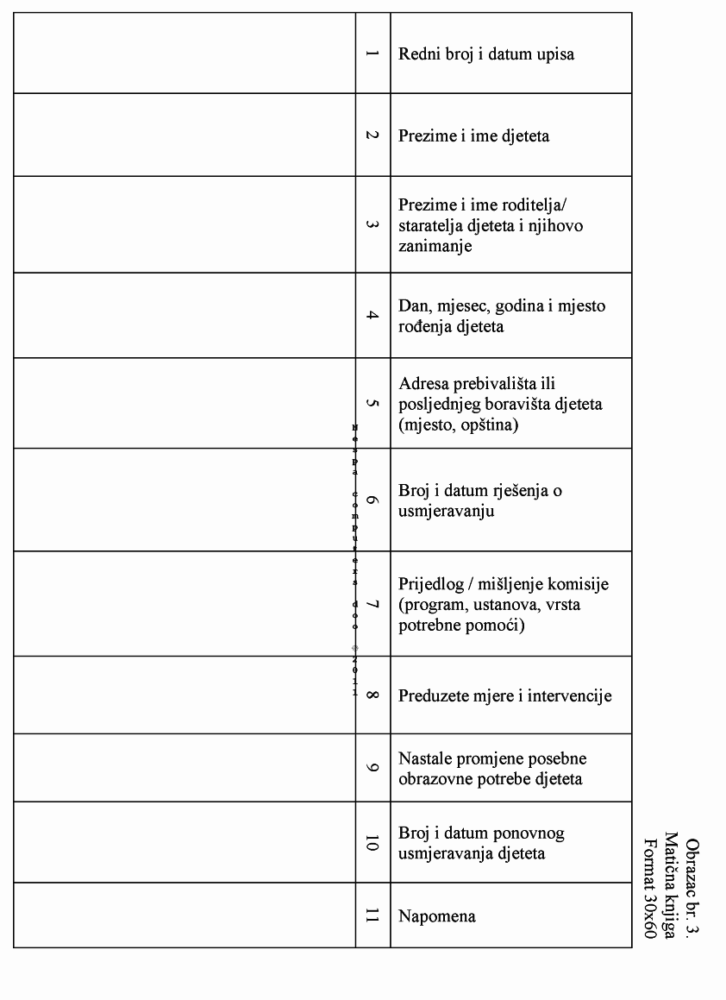 Obrazac br. 3.
Matična knjiga
Format 30x60
1
Redni broj i datum upisa
2
Prezime i ime djeteta
3
Prezime i ime roditelja/
staratelja djeteta i njihovo
zanimanje
4
Dan, mjesec, godina i mjesto
rođenja djeteta
5
Adresa prebivališta ili
posljednjeg boravišta djeteta
(mjesto, opština)
6
Broj i datum rješenja o
usmjeravanju
7
Prijedlog / mišljenje komisije
(program, ustanova, vrsta
potrebne pomoći)
8
Preduzete mjere i intervencije
9
Nastale promjene posebne
obrazovne potrebe djeteta
10
Broj i datum ponovnog
usmjeravanja djeteta
11
Napomena
computers doo ©2011